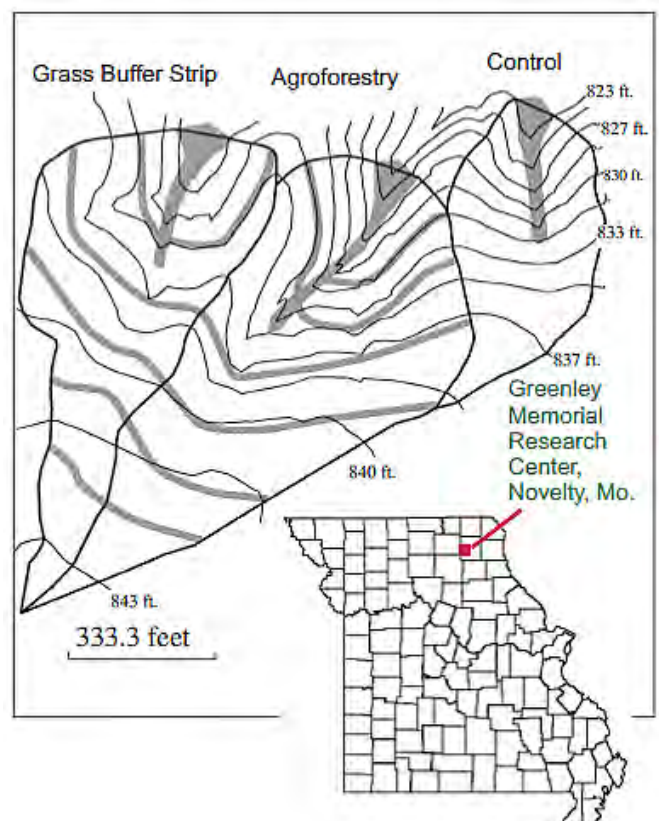 Grass Buffer Strip
Agroforestry
Control
823 ft.
827 ft.
830 ft.
833 ft.
837 ft.
Greenley
Memorial
Research
Center,
Novelty, Mo.
840 ft.
843 ft.
333.3 feet